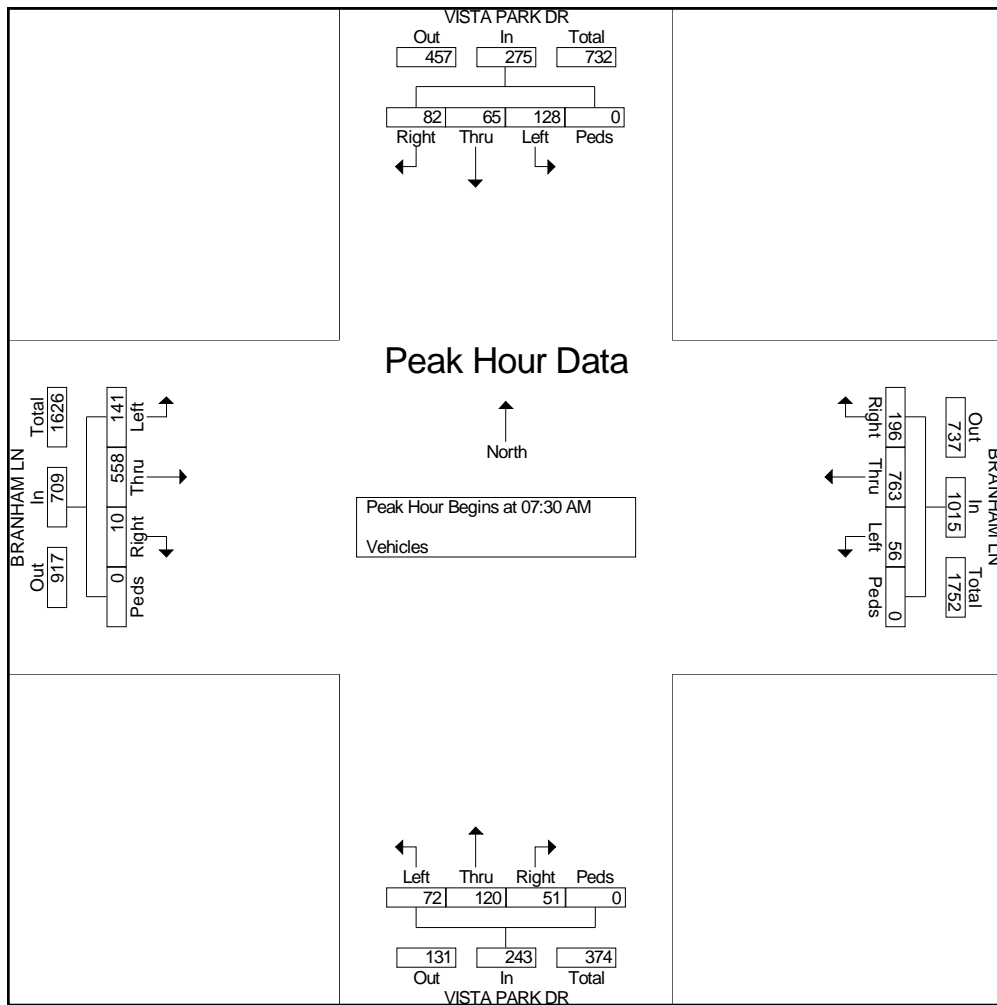 VISTA PARK DR
Out In Total
457 275 732
82 65 128 0
Right Thru Left Peds
Peak Hour Data
North
Peak Hour Begins at 07:30 AM
Vehicles
BRANHAM LN
Out In Total
917 709 1626
0 10 558 141
Peds Right Thru Left
BRANHAM LN
Out In Total
737 1015 1752
196 763 56 0
Right Thru Left Peds
Left Thru Right Peds
72 120 51 0
131 243 374
Out In Total
VISTA PARK DR